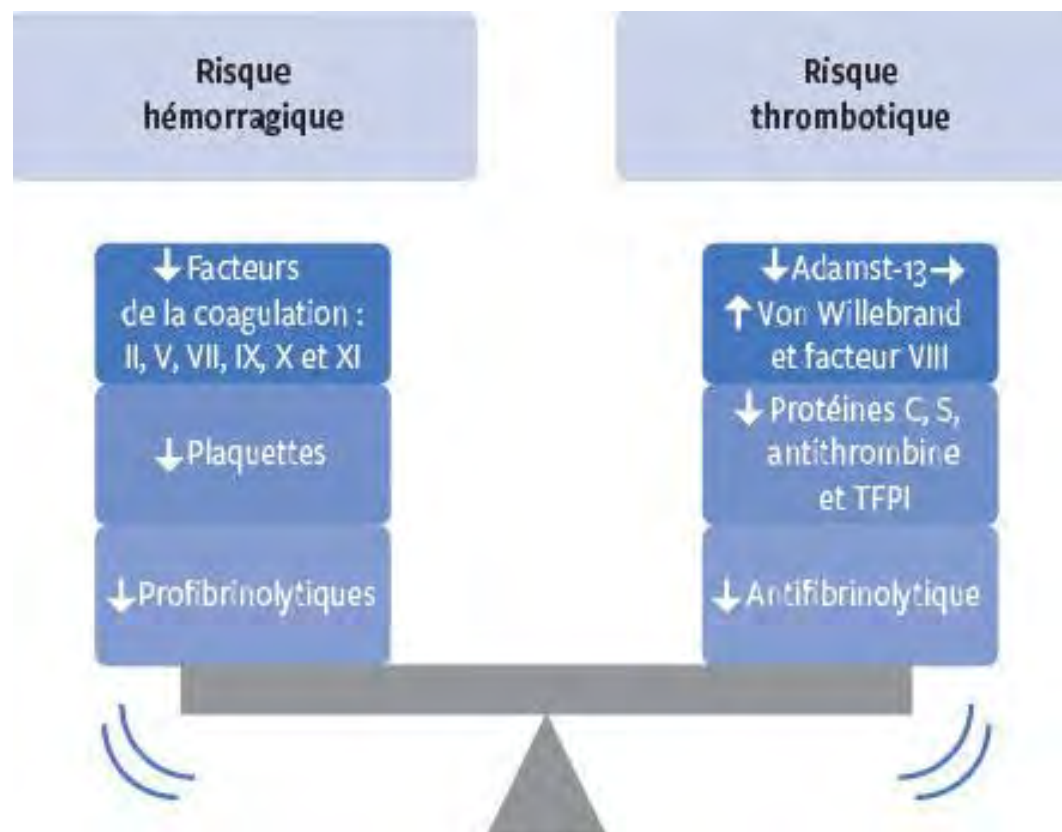 Risque
hémorragique
Risque
thrombotique
↓Facteurs
de la coagulation :
II, V, VII, IX, X et XI
↓Plaquettes
↓Profibrinolytiques
↓Adamst-13→
↑Von Willebrand
et facteur VIII
↓Protéines C, S,
antithrombine
et TFPI
↓Antifibrinolytique